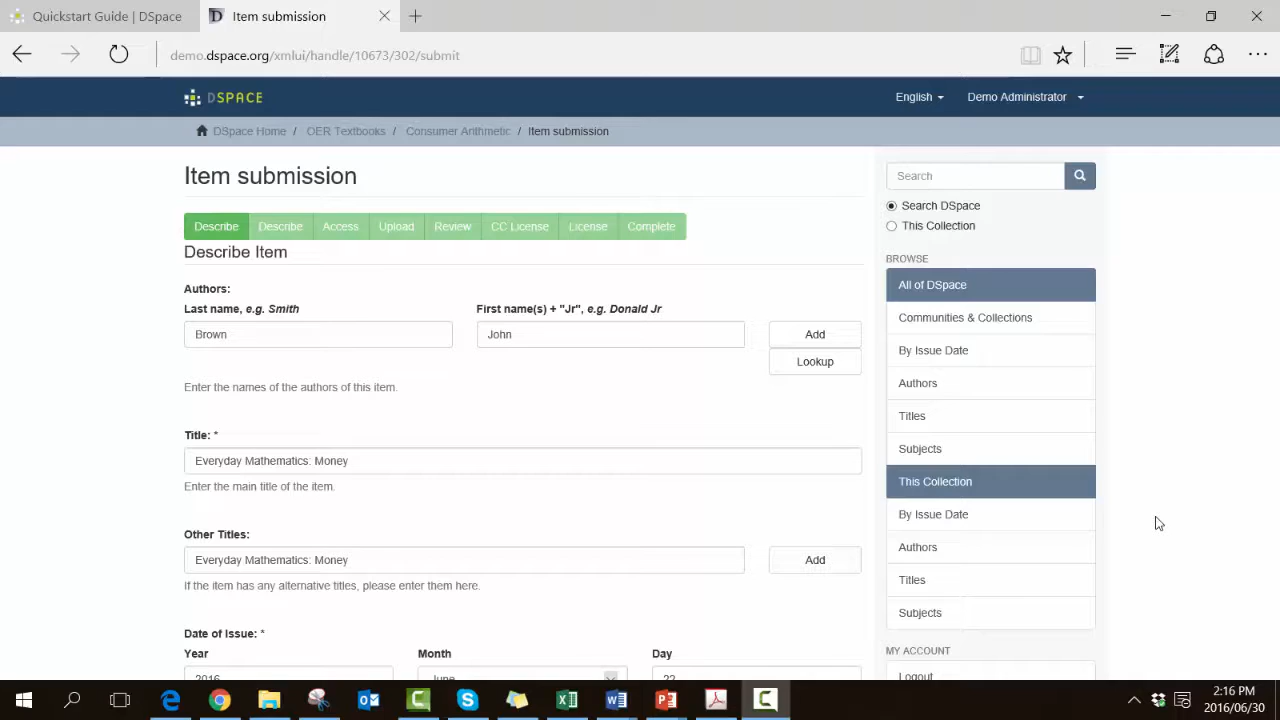 Quickstart Guide | DSpace
Item submission
demo.dspace.org/xmlui/handle/10673/302/submit
DSPACE
English
Demo Administrator
DSpace Home / OER Textbooks / Consumer Arithmetic / Item submission
Item submission
Describe Describe Access Upload Review CC License License Complete
Describe Item
Authors:
Last name, e.g. Smith
First name(s) + "Jr", e.g. Donald Jr
Brown
John
Add
Lookup
Enter the names of the authors of this item.
Title: *
Everyday Mathematics: Money
Enter the main title of the item.
Other Titles:
Everyday Mathematics: Money
Add
If the item has any alternative titles, please enter them here.
Date of Issue: *
Year
Month
Day
2016
June
22
Search
Search DSpace
This Collection
BROWSE
All of DSpace
Communities & Collections
By Issue Date
Authors
Titles
Subjects
This Collection
By Issue Date
Authors
Titles
Subjects
MY ACCOUNT
Logout
2:16 PM
2016/06/30